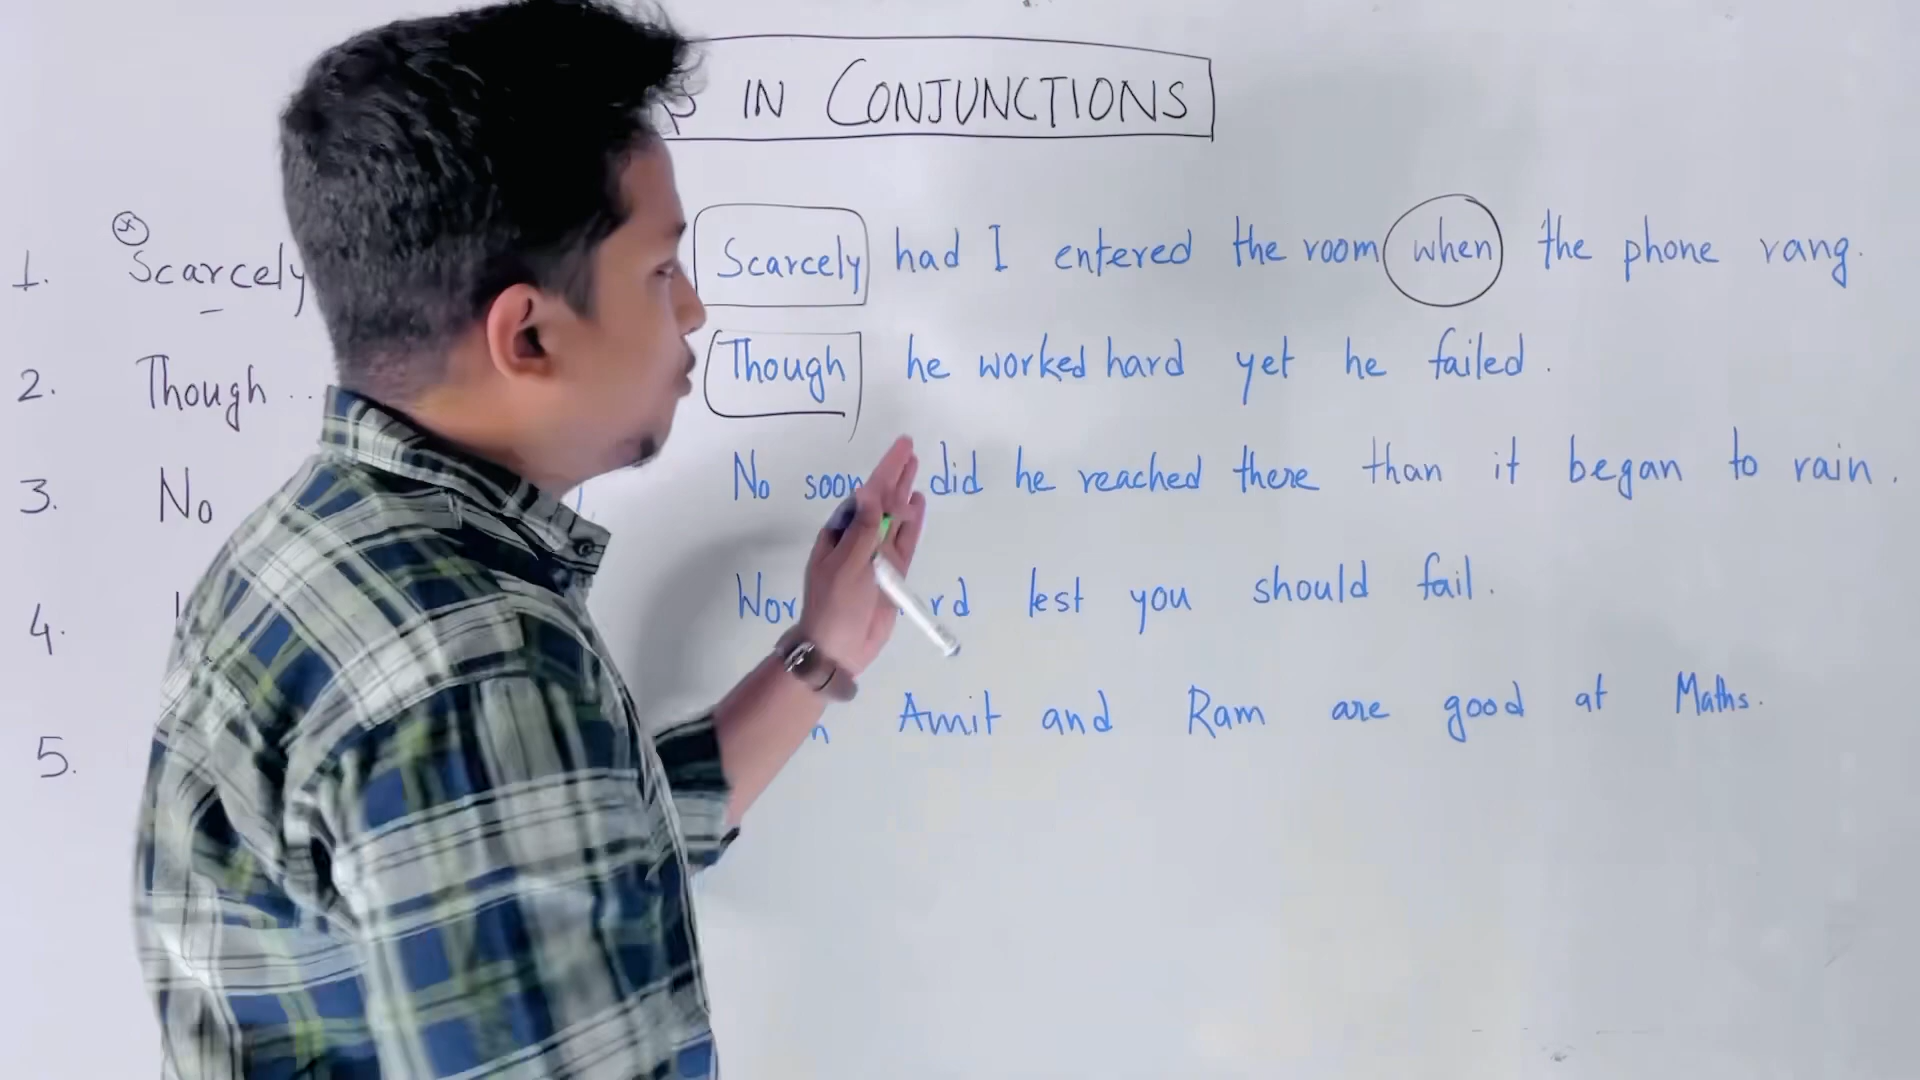 IN CONJUNCTIONS
1. Scarcely Scarcely had I entered the room when the phone rang.
2. Though .. Though he worked hard yet he failed.
3. No No did he reached there than it began to rain.
4. lest you should fail.
5. Amit and Ram are good at Maths.